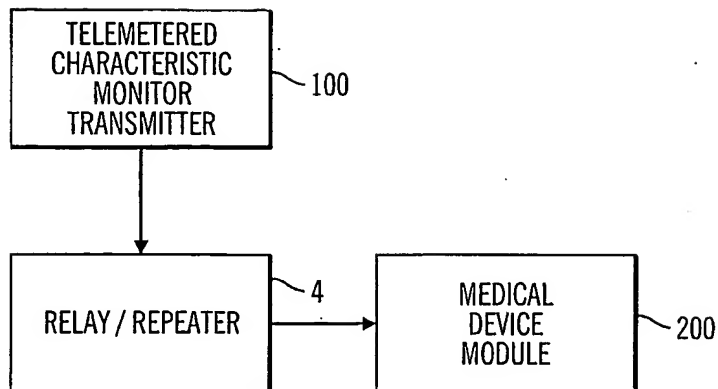 TELEMETERED
CHARACTERISTIC
MONITOR
TRANSMITTER
100
RELAY / REPEATER
4
MEDICAL
DEVICE
MODULE
200